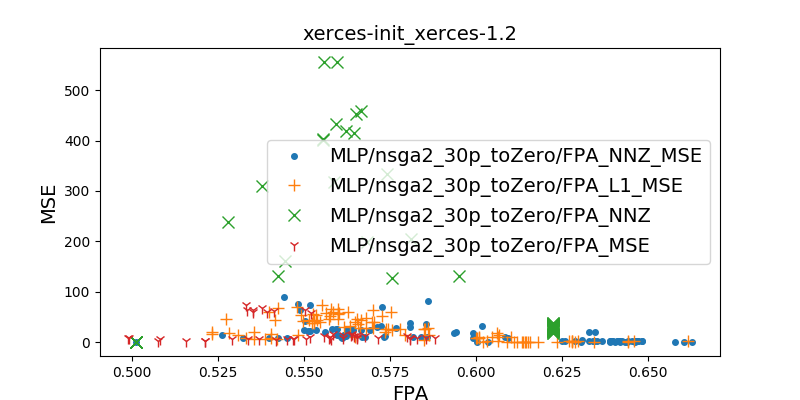 xerces-init_xerces-1.2
500
400
300
200
100
0
MSE
MLP/nsga2_30p_toZero/FPA_NNZ_MSE
MLP/nsga2_30p_toZero/FPA_L1_MSE
MLP/nsga2_30p_toZero/FPA_NNZ
MLP/nsga2_30p_toZero/FPA_MSE
0.500 0.525 0.550 0.575 0.600 0.625 0.650
FPA